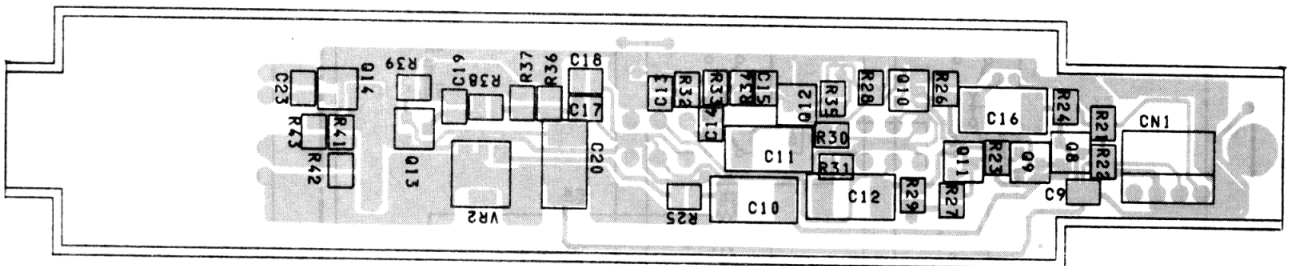 C23
Q14
R39
C19
R38
R37
R36
C18
C17
C13
R32
R33
R34
C15
Q12
R35
R28
Q10
R26
C16
R24
R21
CN1
R43
R41
R42
Q13
VR2
C20
C14
C11
R30
R31
Q11
R23
Q9
Q8
R22
R25
C10
C12
R29
R27
C9